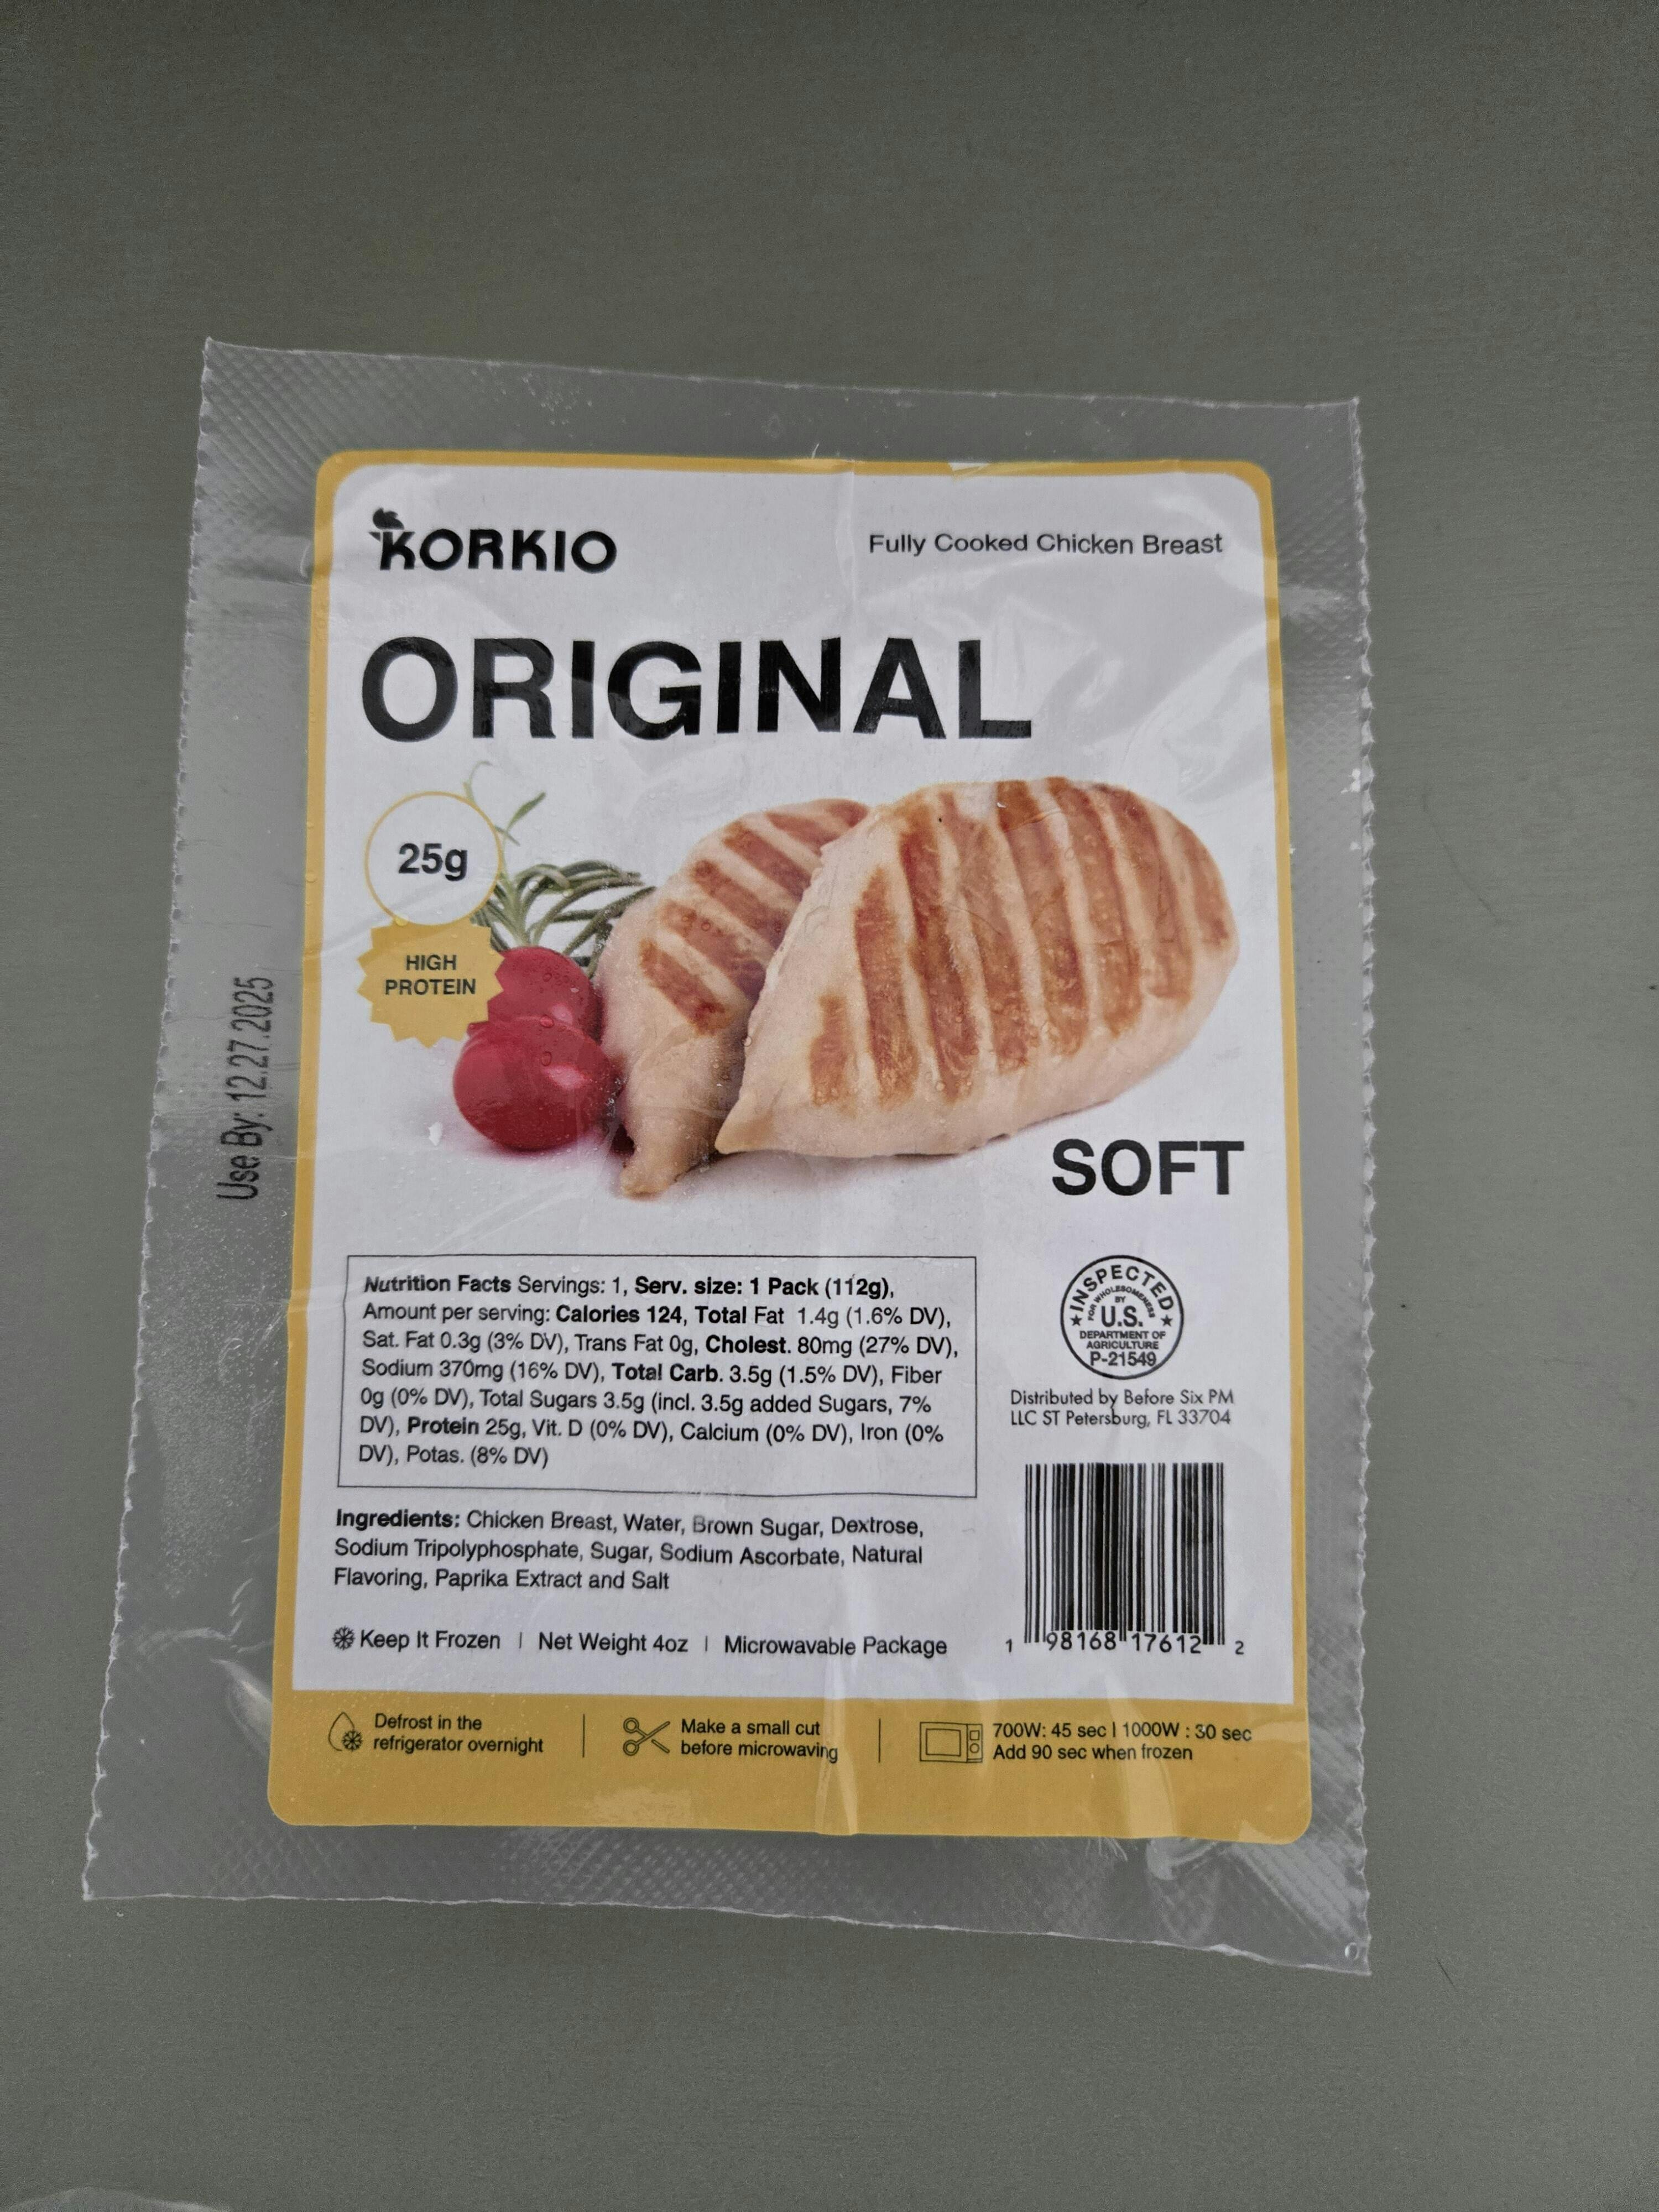 KORKIO
Fully Cooked Chicken Breast
ORIGINAL
25g
HIGH
PROTEIN
Use By: 12.27.2025
SOFT
Nutrition Facts Servings: 1, Serv. size: 1 Pack (112g),
Amount per serving: Calories 124, Total Fat 1.4g (1.6% DV),
Sat. Fat 0.3g (3% DV), Trans Fat 0g, Cholest. 80mg (27% DV),
Sodium 370mg (16% DV), Total Carb. 3.5g (1.5% DV), Fiber
0g (0% DV), Total Sugars 3.5g (incl. 3.5g added Sugars, 7%
DV), Protein 25g, Vit. D (0% DV), Calcium (0% DV), Iron (0%
DV), Potas. (8% DV)
INSPECTED
FOR WHOLESOMENESS
BY
U.S.
DEPARTMENT OF
AGRICULTURE
P-21549
Distributed by Before Six PM
LLC ST Petersburg, FL 33704
Ingredients: Chicken Breast, Water, Brown Sugar, Dextrose,
Sodium Tripolyphosphate, Sugar, Sodium Ascorbate, Natural
Flavoring, Paprika Extract and Salt
Keep It Frozen | Net Weight 4oz | Microwavable Package
1 98168 17612 2
Defrost in the
refrigerator overnight
Make a small cut
before microwaving
700W: 45 sec | 1000W : 30 sec
Add 90 sec when frozen